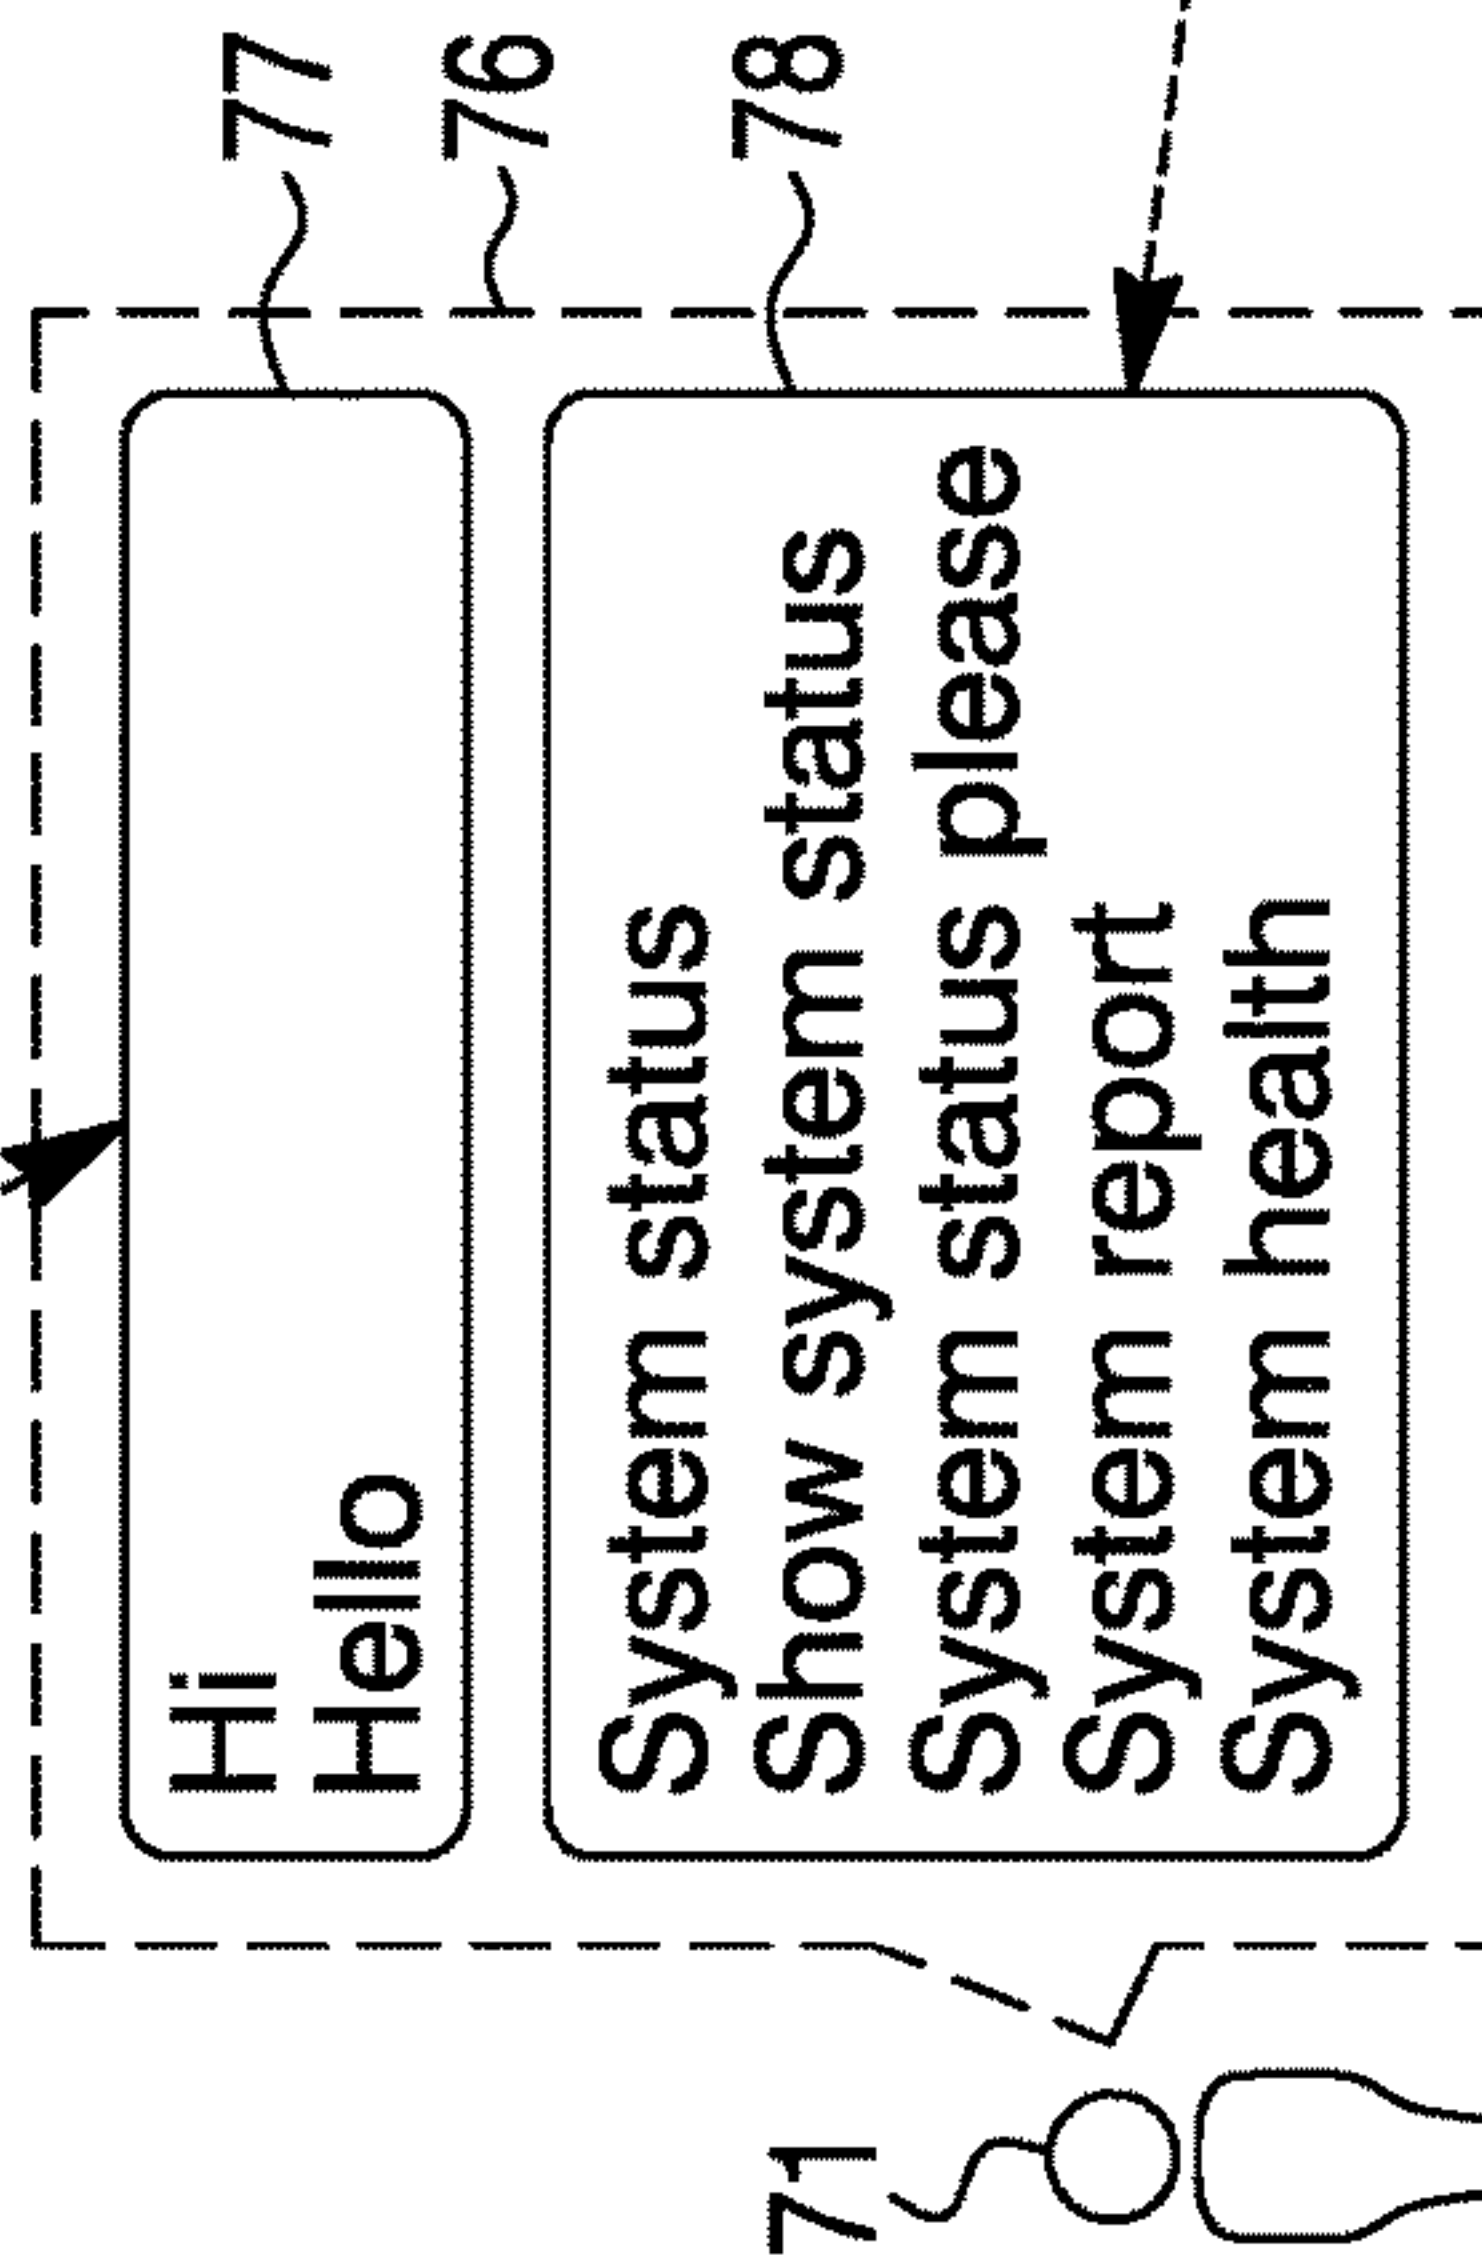 77
Hi
Hello
76
78
System status
Show system status
System status please
System report
System health
71